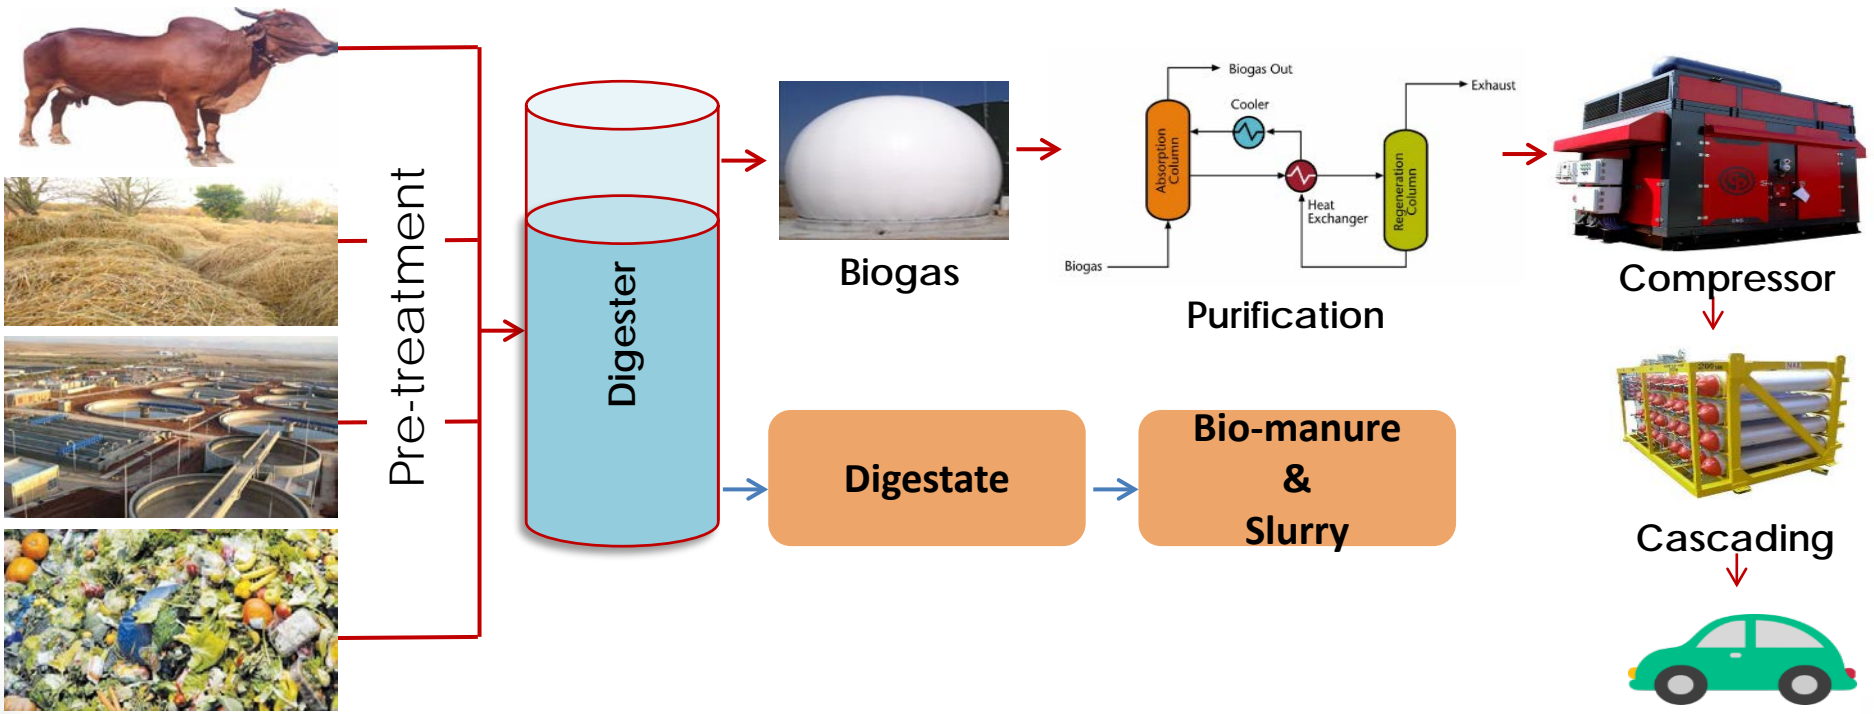 Pre-treatment
Digester
Biogas
Biogas Out
Exhaust
Cooler
Absorption
Column
Heat
Exchanger
Regeneration
Column
Biogas
Purification
Compressor
Cascading
Digestate
Bio-manure
&
Slurry